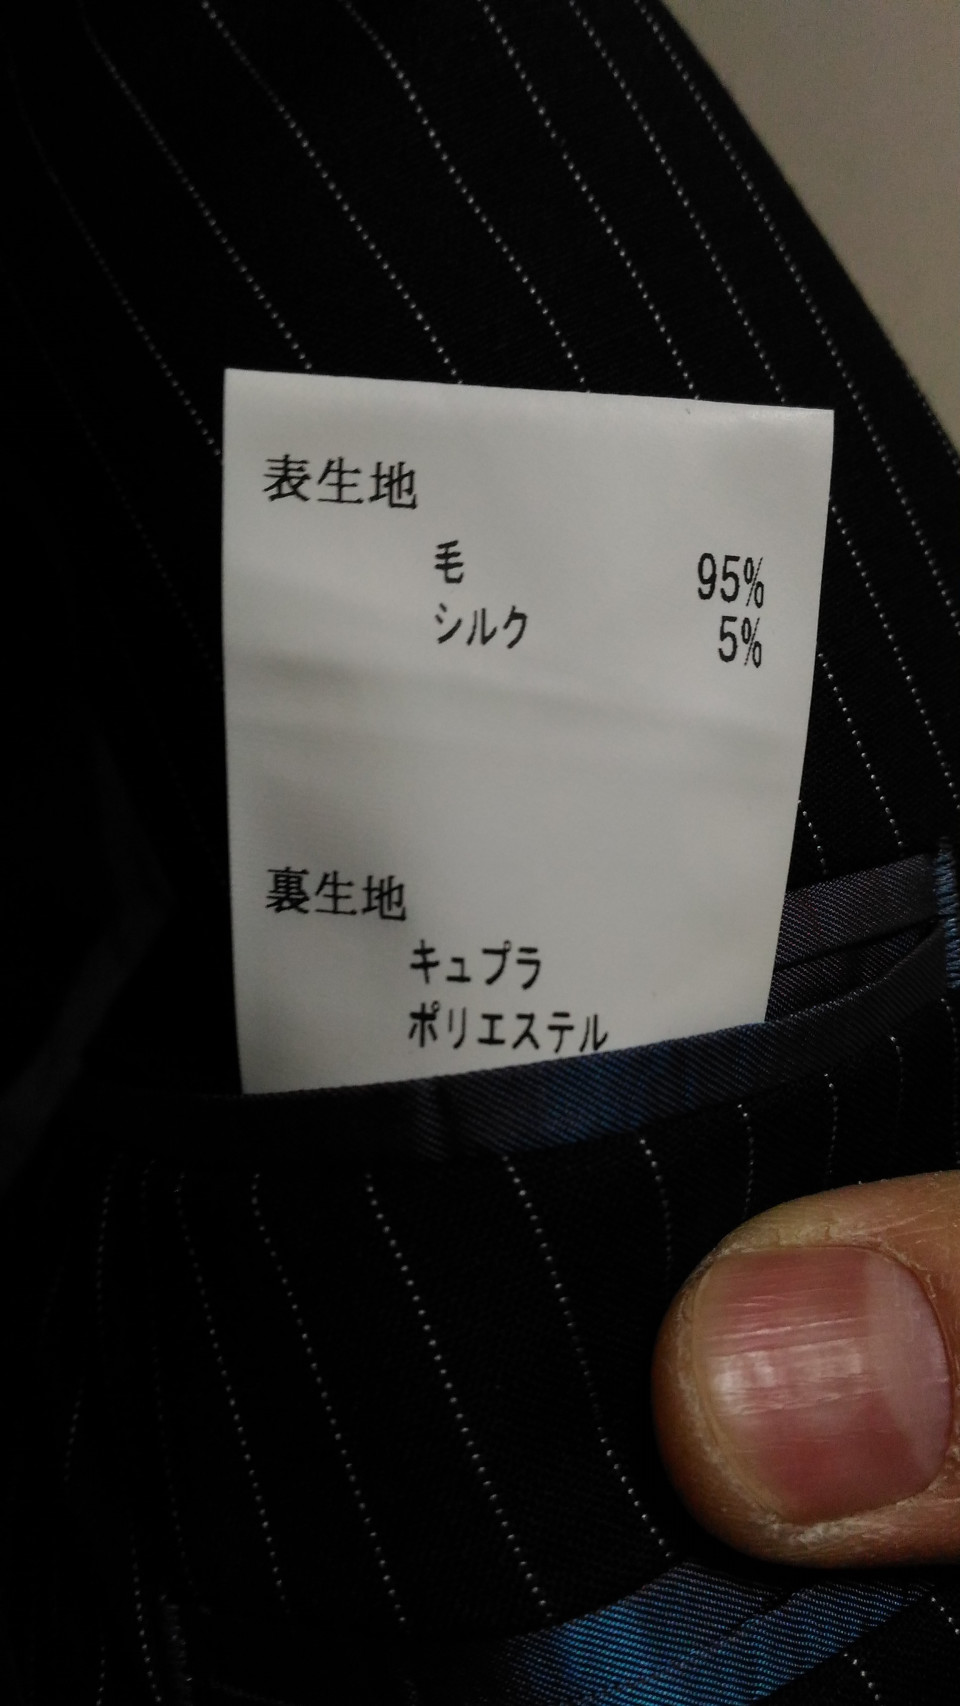 表生地
毛 95%
シルク 5%
裏生地
キュプラ
ポリエステル